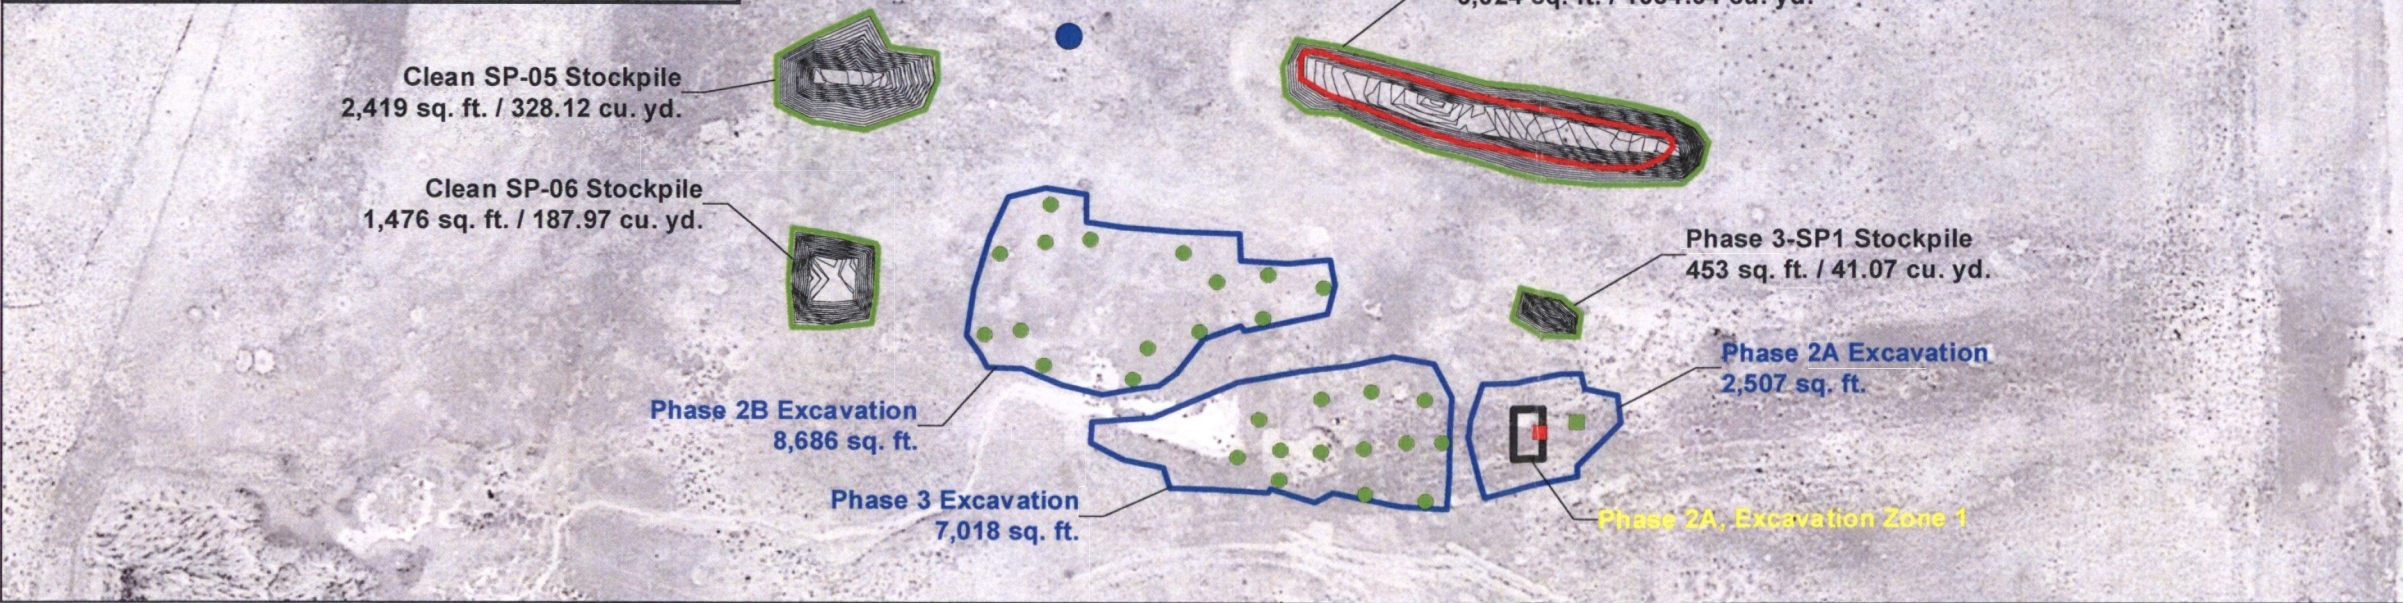 Clean SP-05 Stockpile
2,419 sq. ft. / 328.12 cu. yd.
Clean SP-06 Stockpile
1,476 sq. ft. / 187.97 cu. yd.
Phase 3-SP1 Stockpile
453 sq. ft. / 41.07 cu. yd.
Phase 2A Excavation
2,507 sq. ft.
Phase 2B Excavation
8,686 sq. ft.
Phase 3 Excavation
7,018 sq. ft.
Phase 2A, Excavation Zone 1